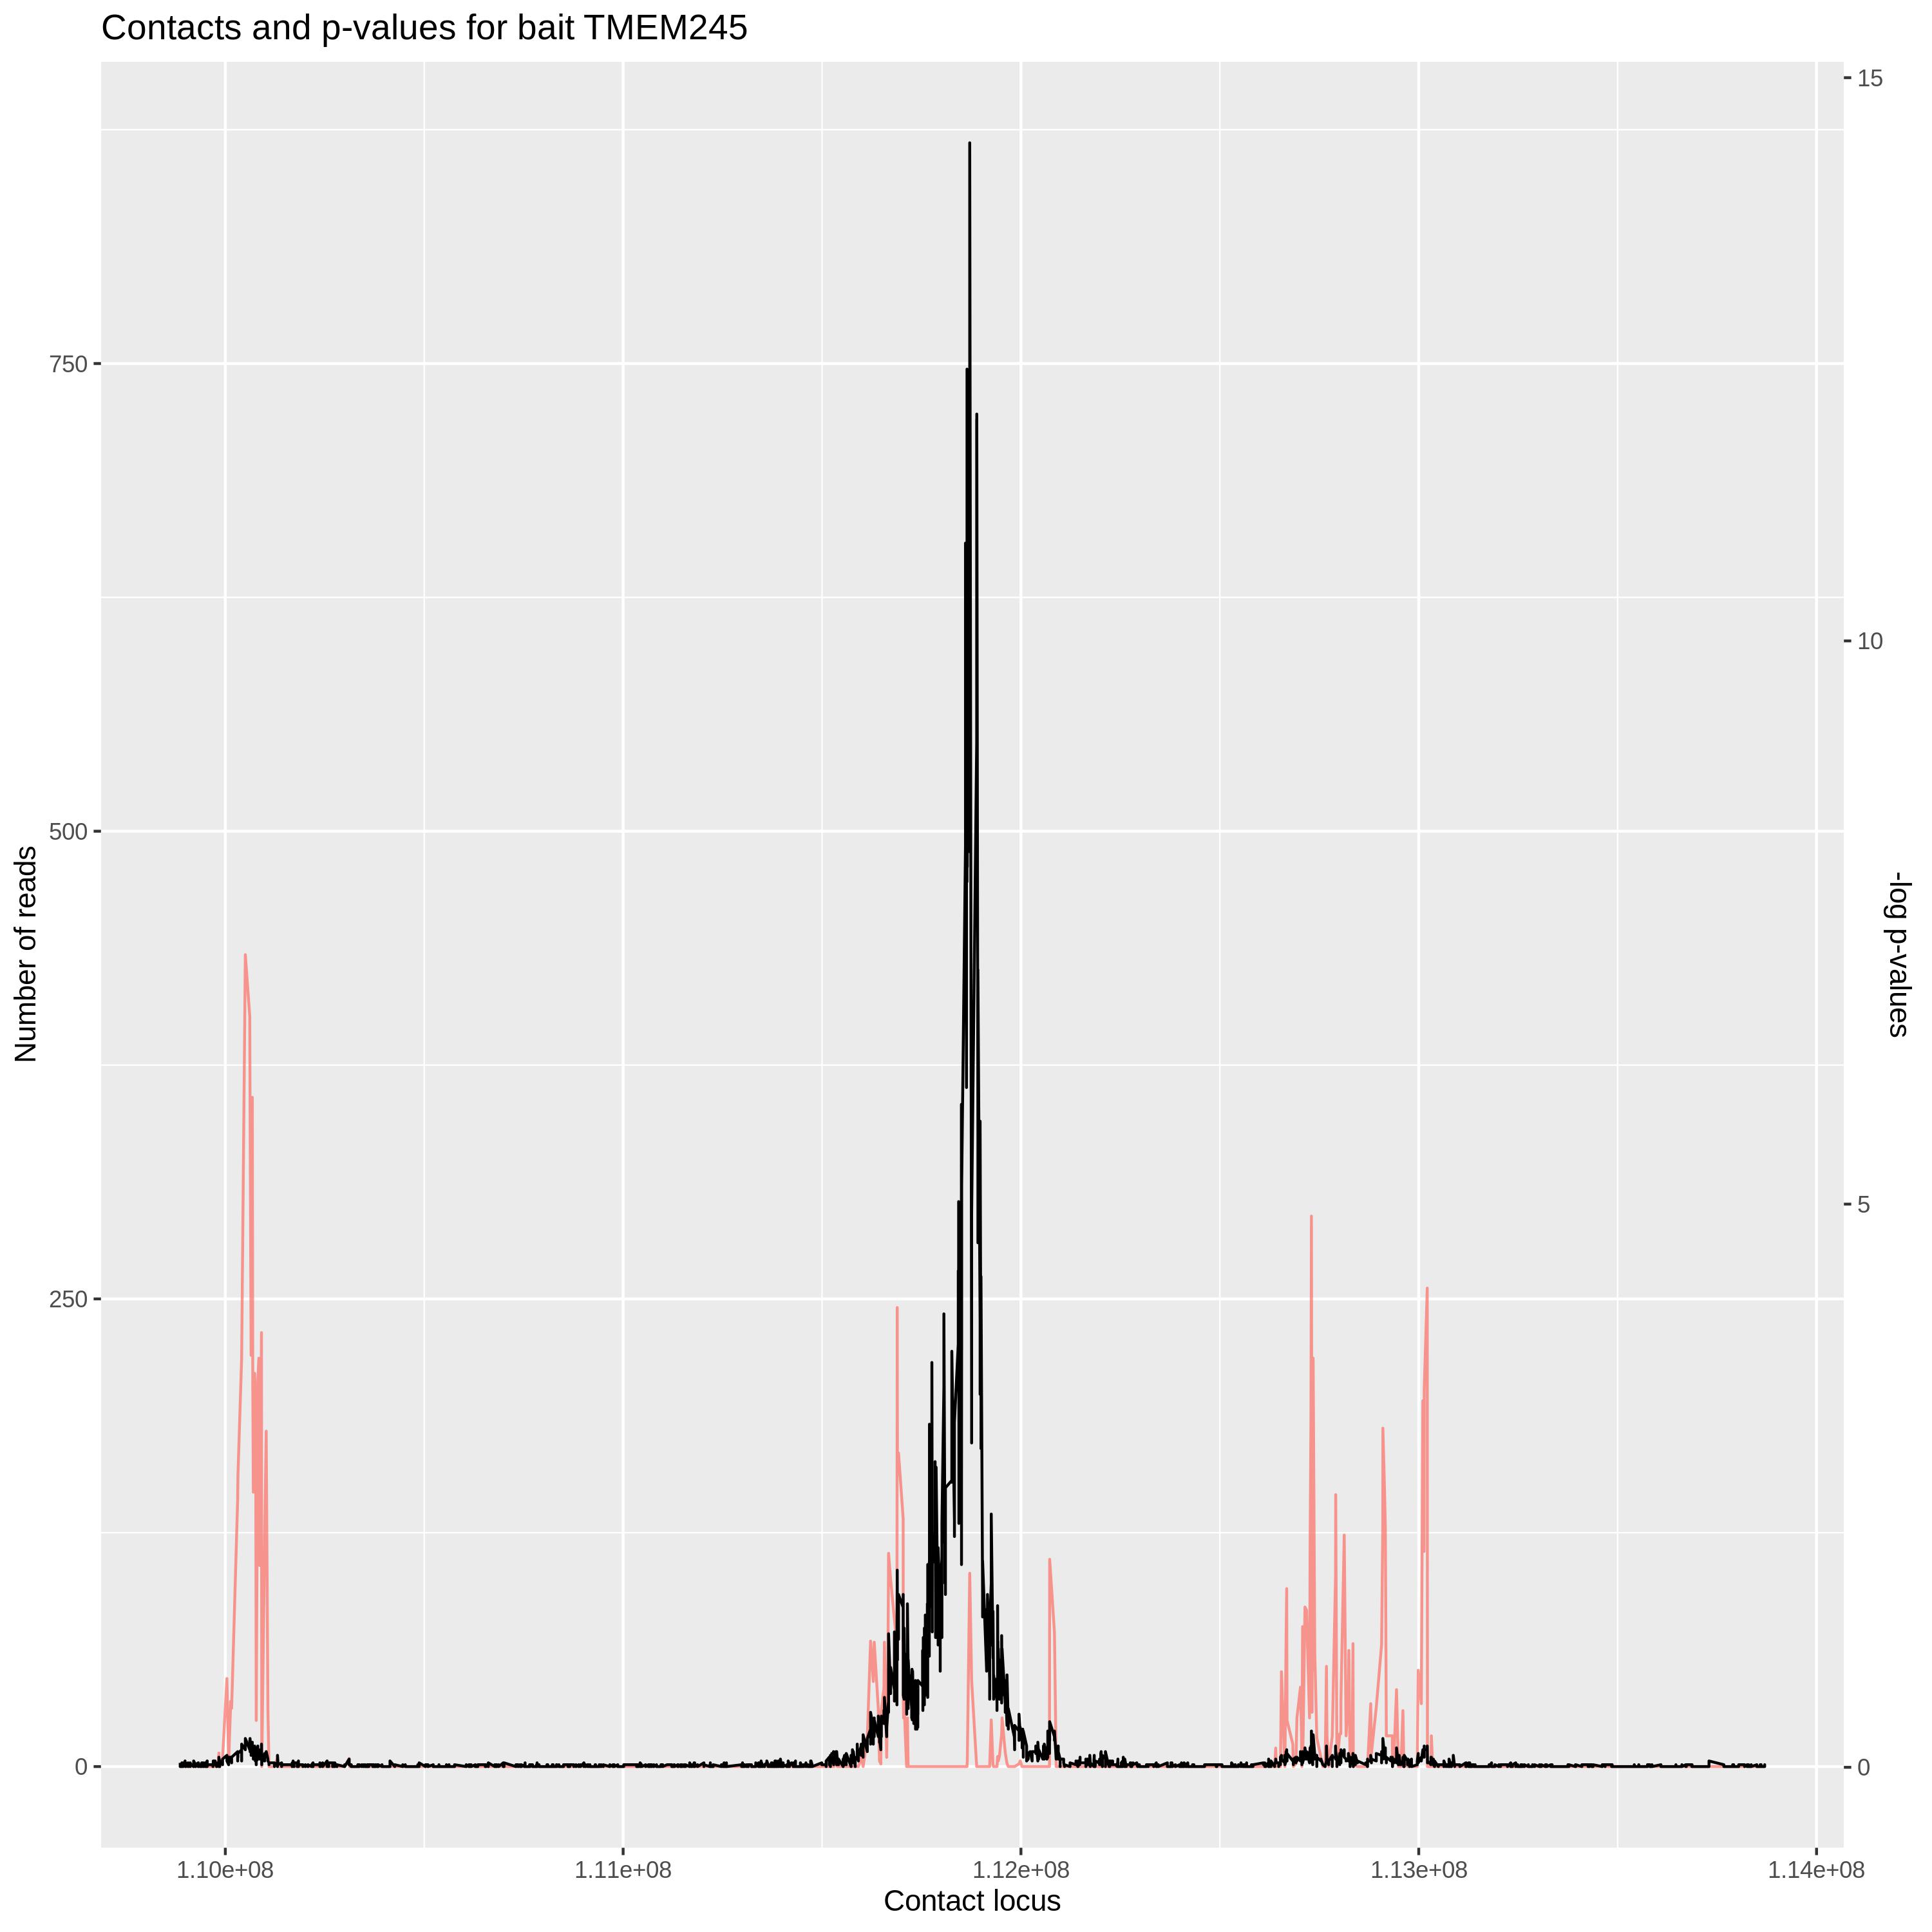 Contacts and p-values for bait TMEM245
15
750
10
500
Number of reads
-log p-values
5
250
0
0
1.10e+08 1.11e+08 1.12e+08 1.13e+08 1.14e+08
Contact locus